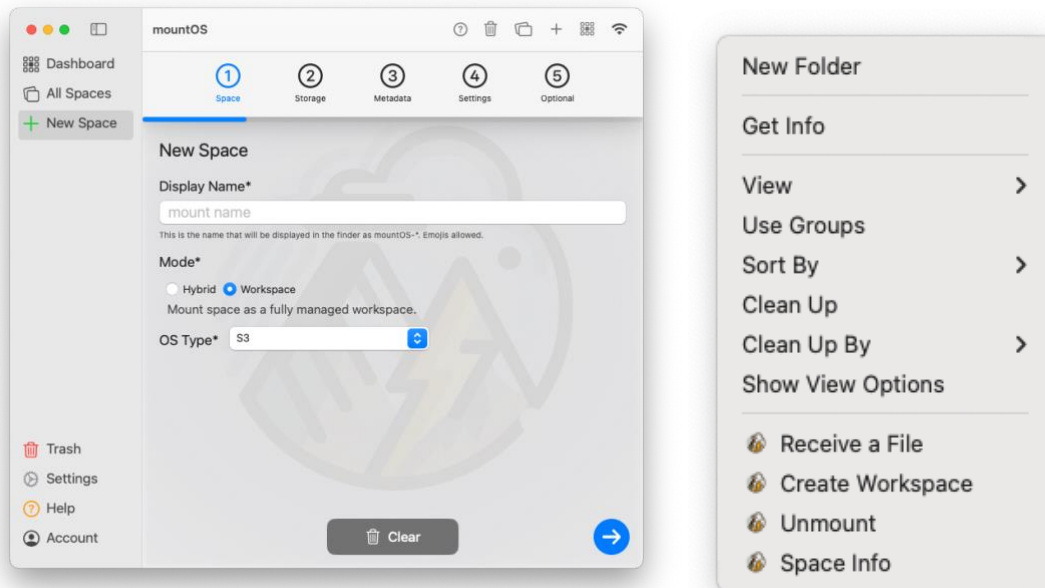 mountOS
Dashboard
All Spaces
New Space
1 2 3 4 5
Space Storage Metadata Settings Optional
New Space
Display Name*
mount name
This is the name that will be displayed in the finder as mountOS-*. Emojis allowed.
Mode*
Hybrid Workspace
Mount space as a fully managed workspace.
OS Type* S3
Trash
Settings
Help
Account
Clear
New Folder
Get Info
View
Use Groups
Sort By
Clean Up
Clean Up By
Show View Options
Receive a File
Create Workspace
Unmount
Space Info